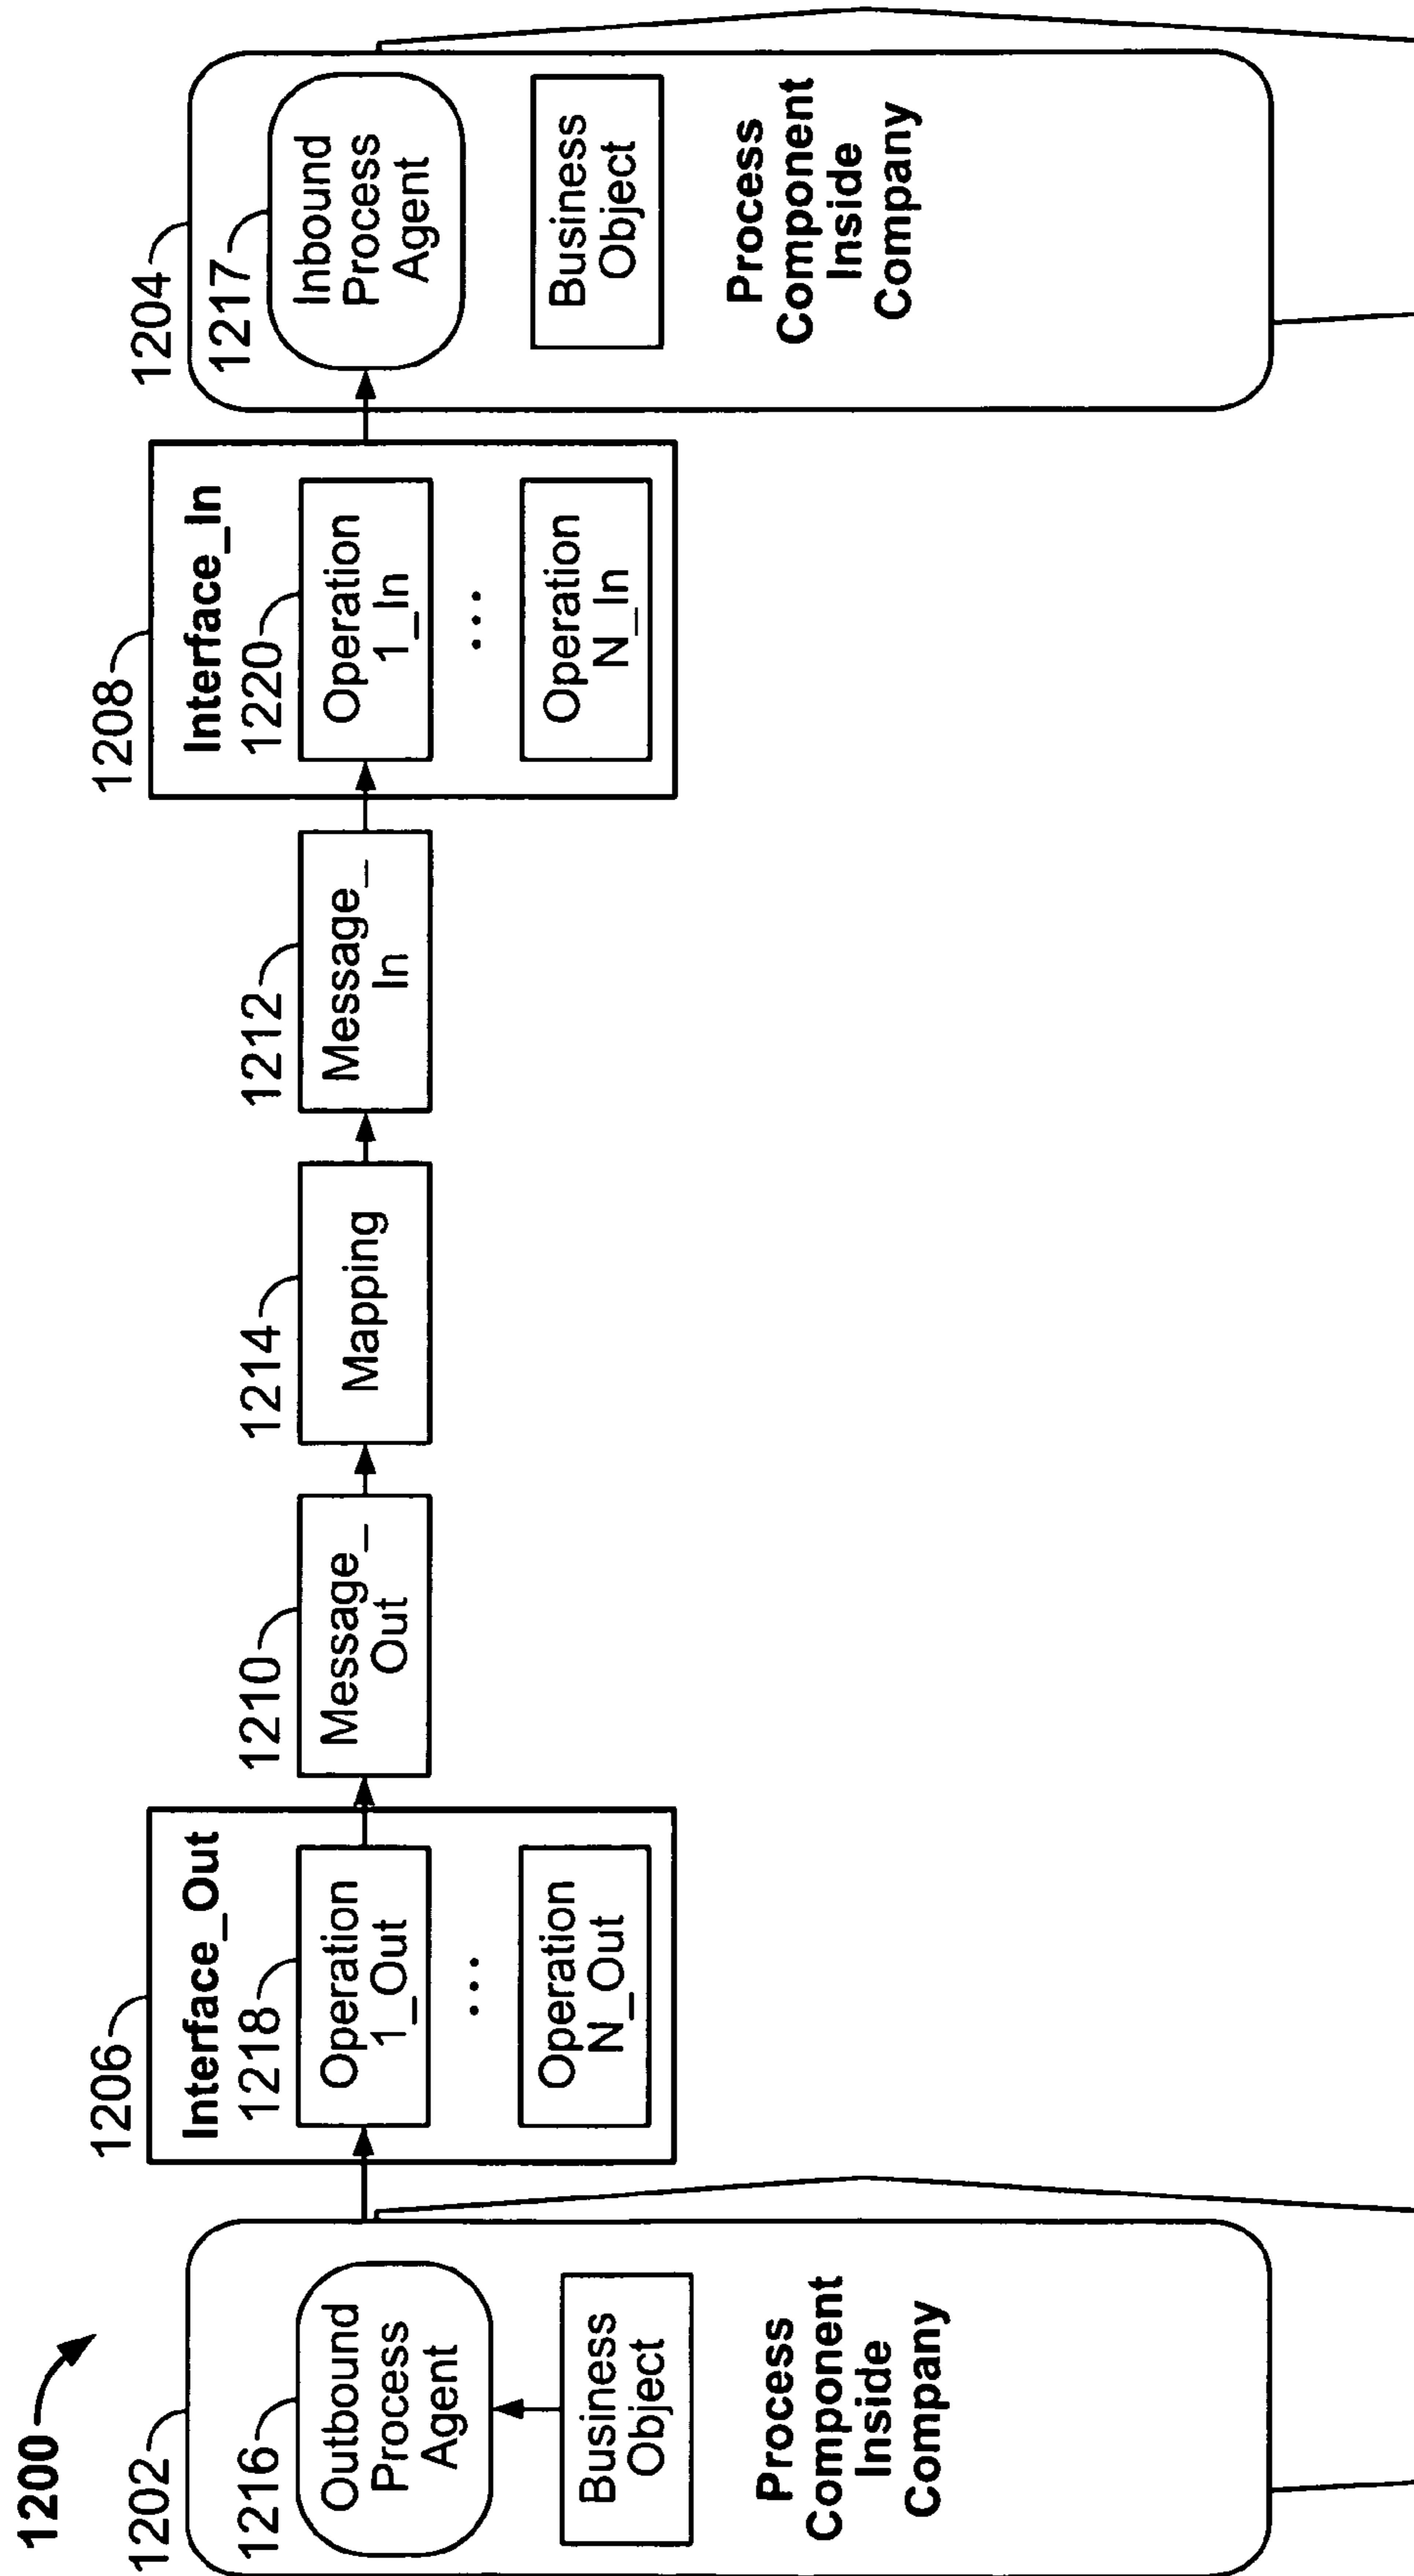 1200
1202
1216
Outbound
Process
Agent
Business
Object
Process
Component
Inside
Company
1206
Interface_Out
1218
Operation
1_Out
...
Operation
N_Out
1210
Message_
Out
1214
Mapping
1212
Message_
In
1208
Interface_In
1220
Operation
1_In
...
Operation
N_In
1204
1217
Inbound
Process
Agent
Business
Object
Process
Component
Inside
Company